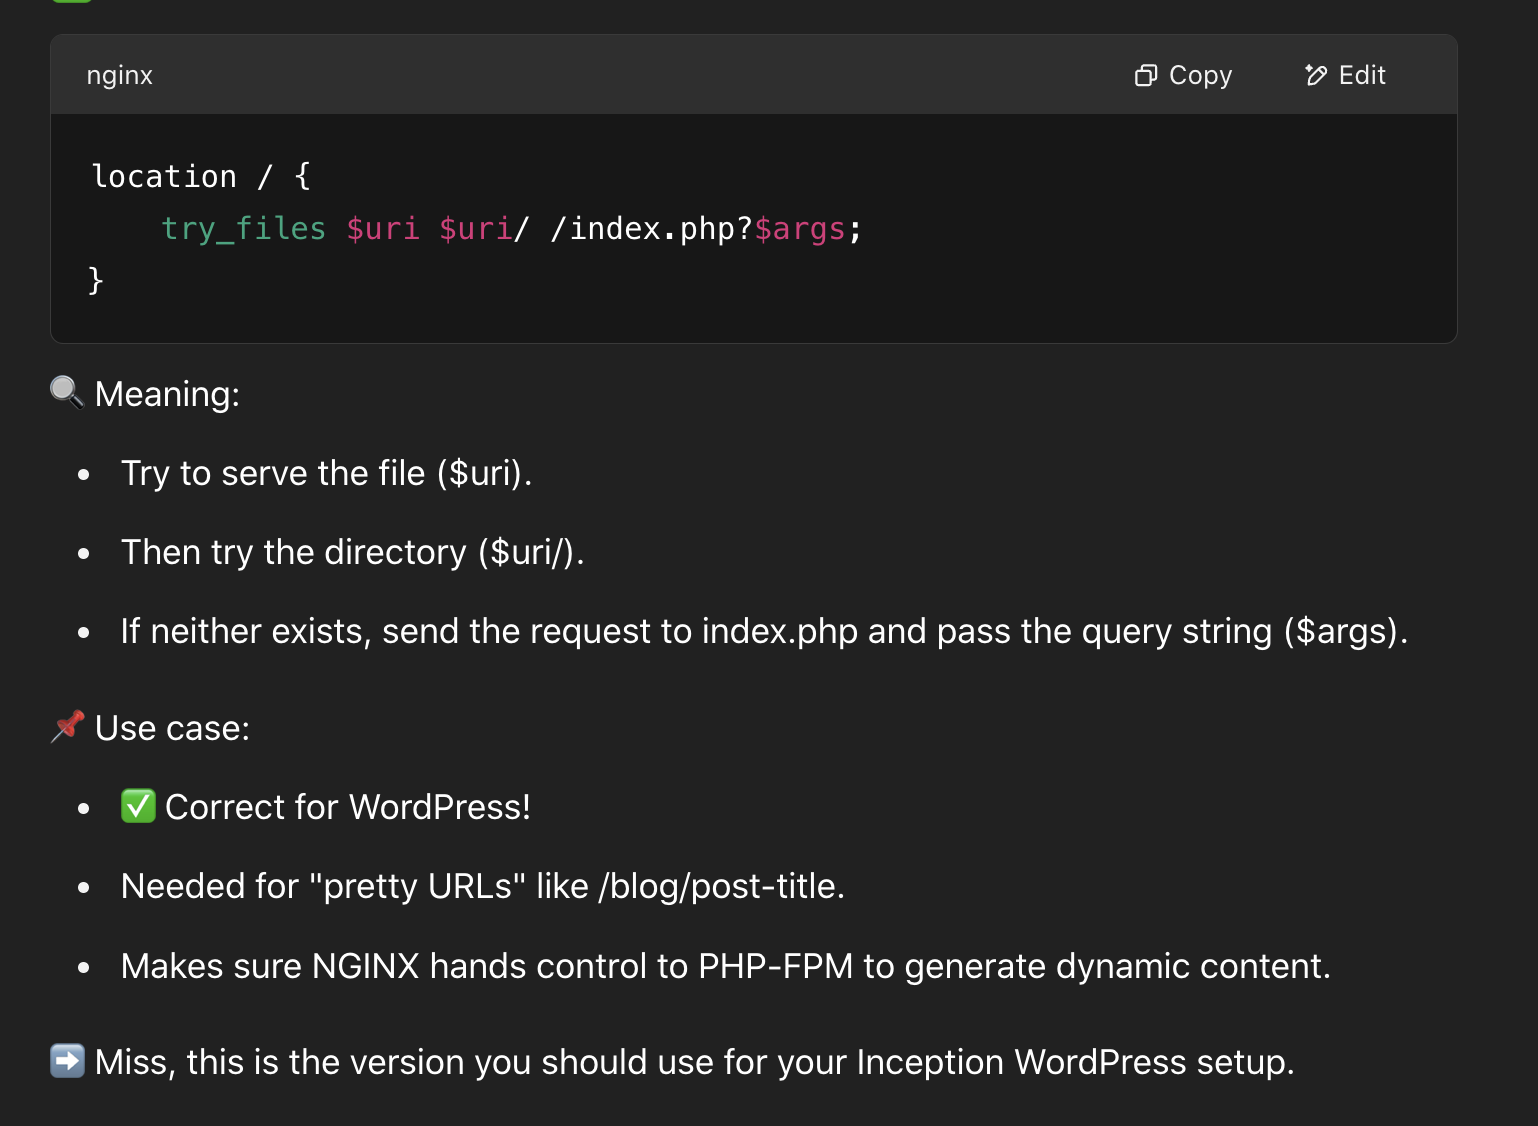 nginx
Copy
Edit
location / {
    try_files $uri $uri/ /index.php?$args;
}
🔍 Meaning:
• Try to serve the file ($uri).
• Then try the directory ($uri/).
• If neither exists, send the request to index.php and pass the query string ($args).
📌 Use case:
• ✅ Correct for WordPress!
• Needed for "pretty URLs" like /blog/post-title.
• Makes sure NGINX hands control to PHP-FPM to generate dynamic content.
➡️ Miss, this is the version you should use for your Inception WordPress setup.